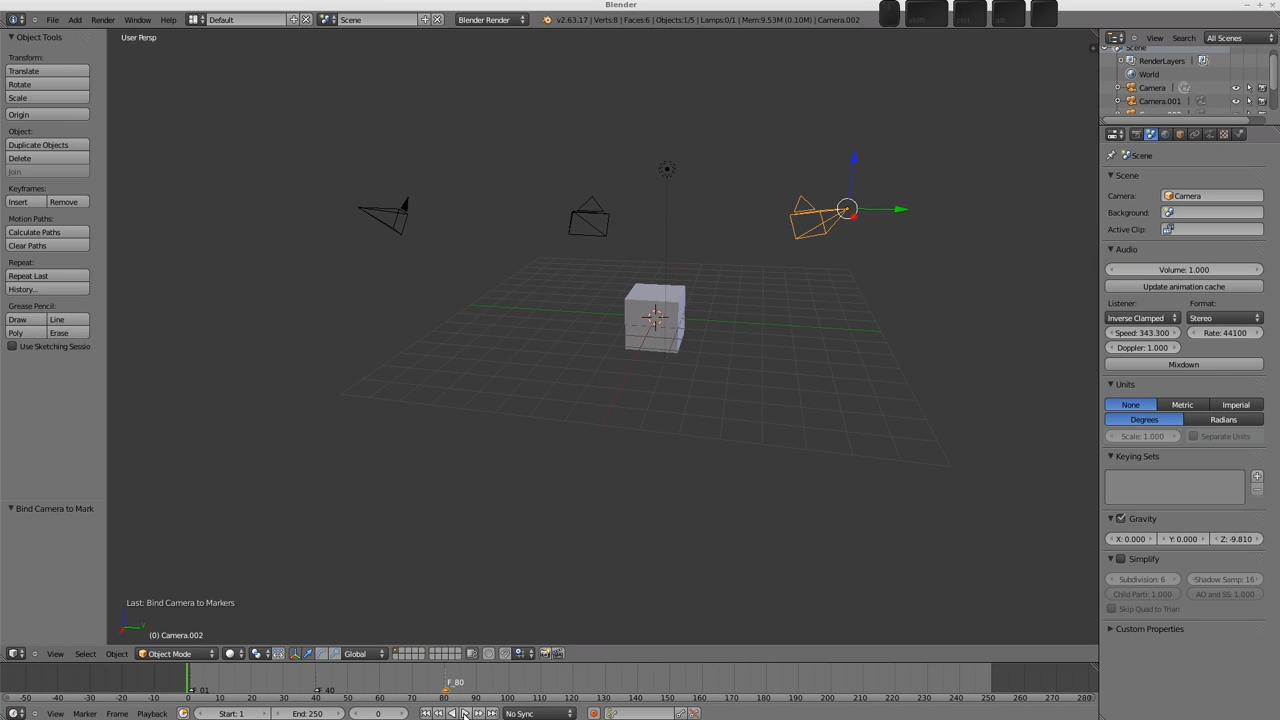 Blender
File Add Render Window Help Default Scene Blender Render v2.63.17 | Verts:8 | Faces:6 | Objects:1/5 | Lamps:0/1 | Mem:9.53M (0.10M) | Camera.002
Object Tools
Transform:
Translate
Rotate
Scale
Origin
Object:
Duplicate Objects
Delete
Join
Keyframes:
Insert Remove
Motion Paths:
Calculate Paths
Clear Paths
Repeat:
Repeat Last
History...
Grease Pencil:
Draw Line
Poly Erase
Use Sketching Sessio
Bind Camera to Mark
User Persp
Last: Bind Camera to Markers
(0) Camera.002
View Select Object Object Mode Global
View Search All Scenes
Scene
RenderLayers
World
Camera
Camera.001
Scene
Scene
Camera: Camera
Background:
Active Clip:
Audio
Volume: 1.000
Update animation cache
Listener: Format:
Inverse Clamped Stereo
Speed: 343.300 Rate: 44100
Doppler: 1.000
Mixdown
Units
None Metric Imperial
Degrees Radians
Scale: 1.000 Separate Units
Keying Sets
Gravity
X: 0.000 Y: 0.000 Z: -9.810
Simplify
Subdivision: 6 Shadow Samp: 16
Child Parti: 1.000 AO and SS: 1.000
Skip Quad to Trian
Custom Properties
F_80
F_01 F_40
-50 -40 -30 -20 -10 0 10 20 30 40 50 60 70 80 90 100 110 120 130 140 150 160 170 180 190 200 210 220 230 240 250 260 270 280
View Marker Frame Playback Start: 1 End: 250 0 No Sync